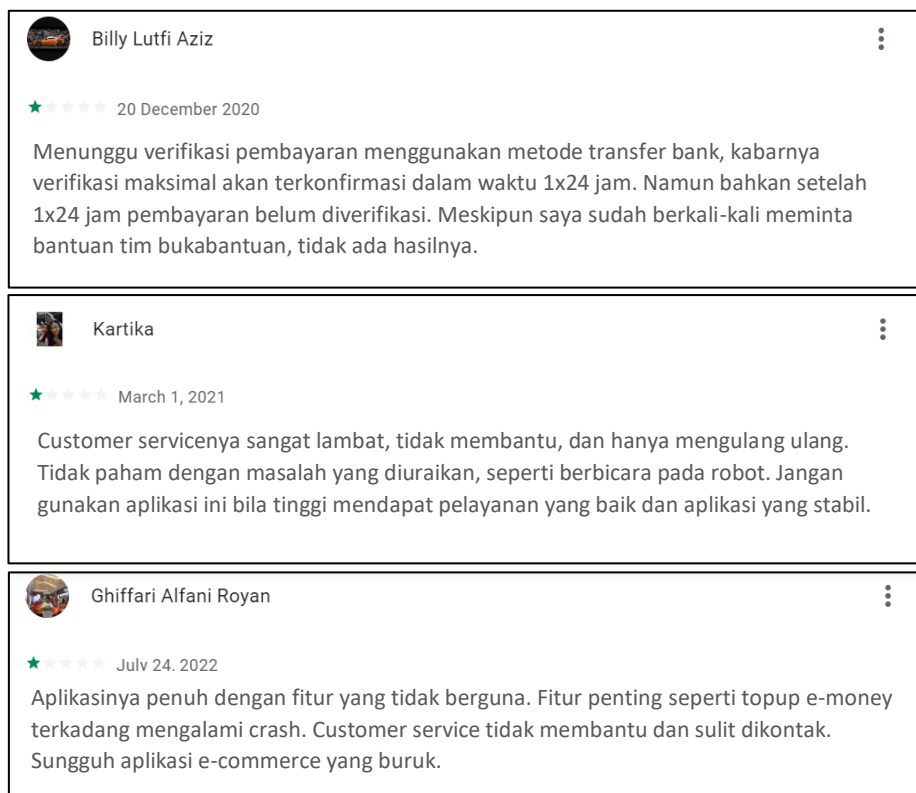 Billy Lutfi Aziz
20 December 2020
Menunggu verifikasi pembayaran menggunakan metode transfer bank, kabarnya
verifikasi maksimal akan terkonfirmasi dalam waktu 1x24 jam. Namun bahkan setelah
1x24 jam pembayaran belum diverifikasi. Meskipun saya sudah berkali-kali meminta
bantuan tim bukabantuan, tidak ada hasilnya.
Kartika
March 1, 2021
Customer servicenya sangat lambat, tidak membantu, dan hanya mengulang ulang.
Tidak paham dengan masalah yang diuraikan, seperti berbicara pada robot. Jangan
gunakan aplikasi ini bila tinggi mendapat pelayanan yang baik dan aplikasi yang stabil.
Ghiffari Alfani Royan
July 24, 2022
Aplikasinya penuh dengan fitur yang tidak berguna. Fitur penting seperti topup e-money
terkadang mengalami crash. Customer service tidak membantu dan sulit dikontak.
Sungguh aplikasi e-commerce yang buruk.